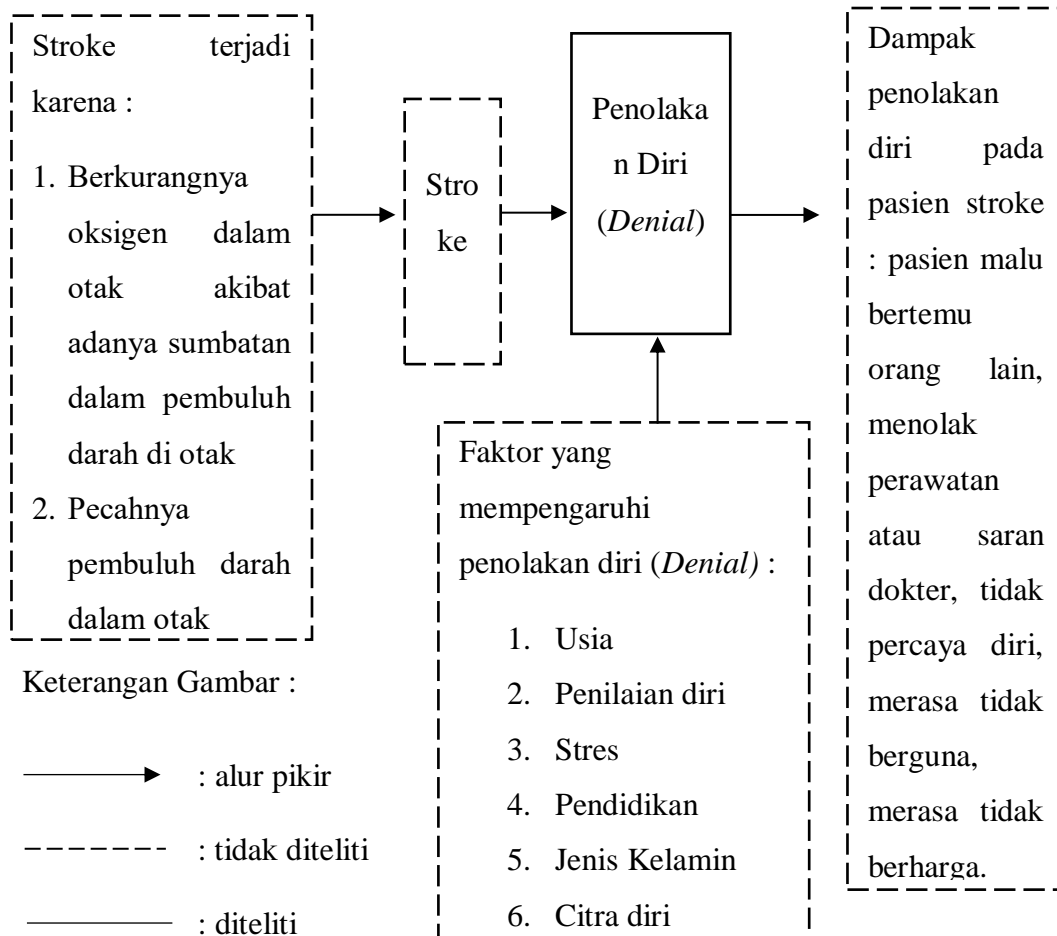 Stroke terjadi
karena :
1. Berkurangnya
oksigen dalam
otak akibat
adanya sumbatan
dalam pembuluh
darah di otak
2. Pecahnya
pembuluh darah
dalam otak
Stro
ke
Penolaka
n Diri
(Denial)
Dampak
penolakan
diri pada
pasien stroke
: pasien malu
bertemu
orang lain,
menolak
perawatan
atau saran
dokter, tidak
percaya diri,
merasa tidak
berguna,
merasa tidak
berharga.
Faktor yang
mempengaruhi
penolakan diri (Denial) :
1. Usia
2. Penilaian diri
3. Stres
4. Pendidikan
5. Jenis Kelamin
6. Citra diri
Keterangan Gambar :
: alur pikir
: tidak diteliti
: diteliti